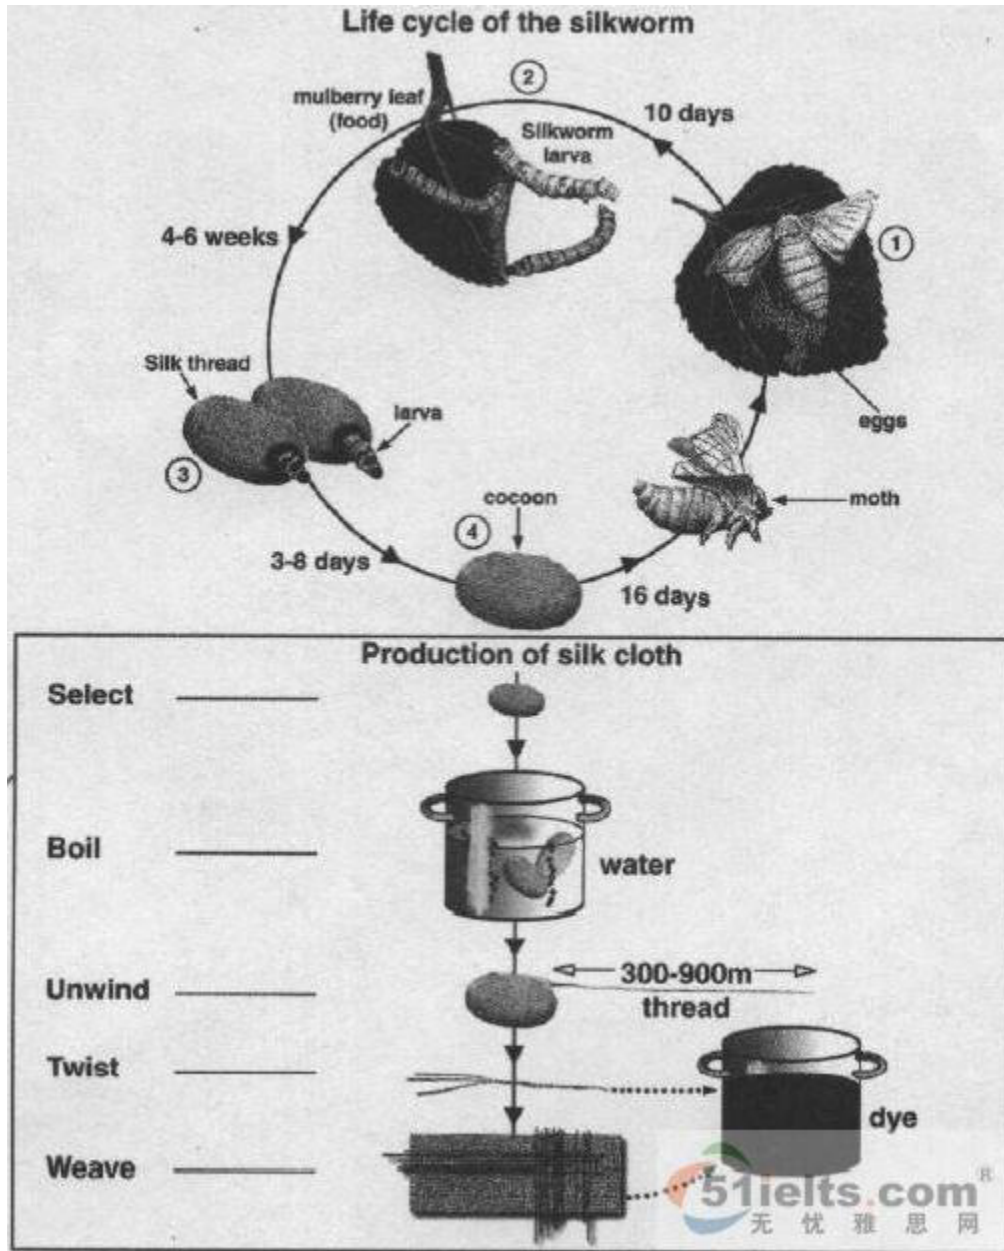 Life cycle of the silkworm
2
mulberry leaf
(food)
10 days
Silkworm
larva
1
4-6 weeks
Silk thread
larva
eggs
3
cocoon
moth
4
3-8 days
16 days
Production of silk cloth
Select
Boil
water
Unwind
300-900m
thread
Twist
dye
Weave
51ielts.com®
无忧雅思网